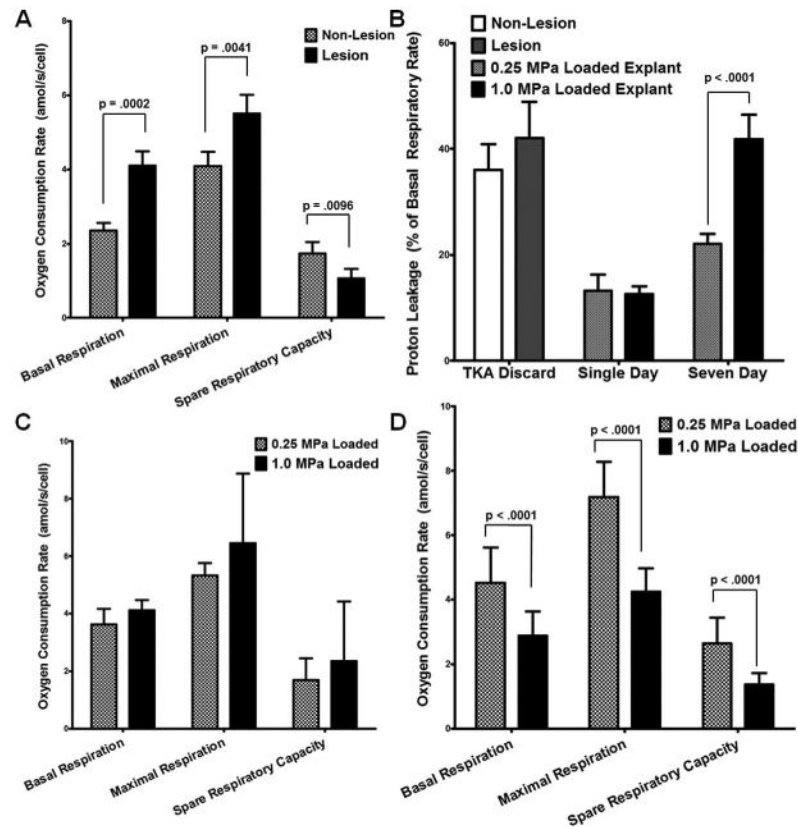 A
Oxygen Consumption Rate (amol/s/cell)
8
6
4
2
0
Non-Lesion
Lesion
p = .0002
p = .0041
p = .0096
Basal Respiration
Maximal Respiration
Spare Respiratory Capacity
B
Proton Leakage (% of Basal Respiratory Rate)
60
40
20
0
Non-Lesion
Lesion
0.25 MPa Loaded Explant
1.0 MPa Loaded Explant
p < .0001
TKA Discard
Single Day
Seven Day
C
Oxygen Consumption Rate (amol/s/cell)
10
8
6
4
2
0
0.25 MPa Loaded
1.0 MPa Loaded
Basal Respiration
Maximal Respiration
Spare Respiratory Capacity
D
Oxygen Consumption Rate (amol/s/cell)
10
8
6
4
2
0
0.25 MPa Loaded
1.0 MPa Loaded
p < .0001
p < .0001
p < .0001
Basal Respiration
Maximal Respiration
Spare Respiratory Capacity